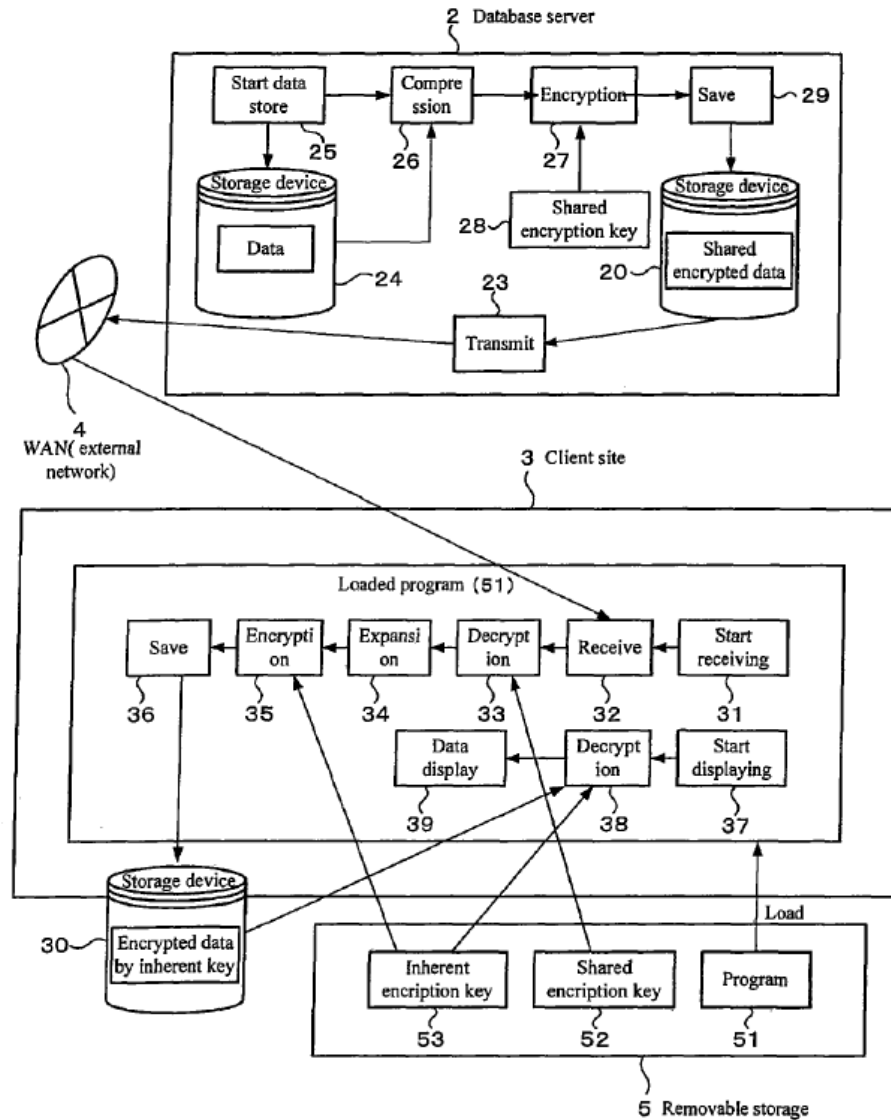 2 Database server
Start data
store
25
Compre
ssion
26
Encryption
27
Save
29
Storage device
Data
24
28
Shared
encryption key
Storage device
20
Shared
encrypted data
23
Transmit
4
WAN( external
network)
3 Client site
Loaded program (51)
Save
36
Encrypti
on
35
Expansi
on
34
Decrypt
ion
33
Receive
32
Start
receiving
31
Data
display
39
Decrypt
ion
38
Start
displaying
37
Storage device
30
Encrypted data
by inherent key
Load
Inherent
encription key
53
Shared
encription key
52
Program
51
5 Removable storage